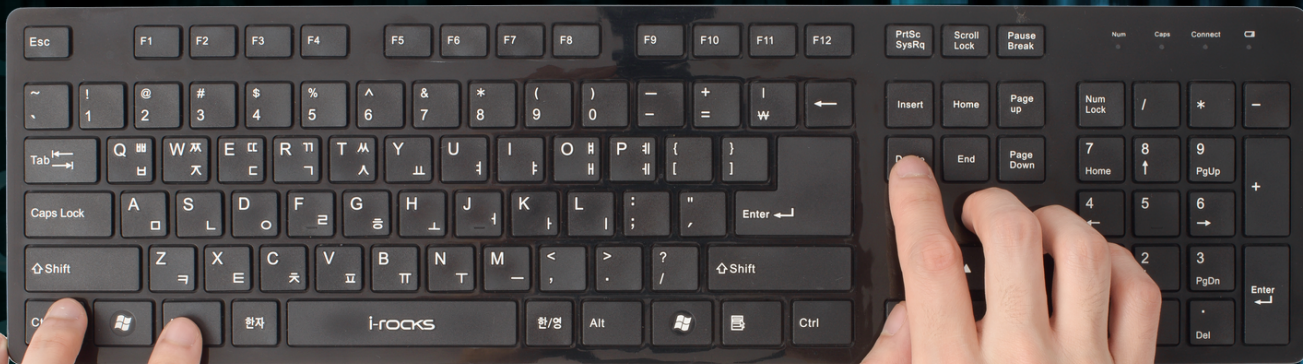 Esc F1 F2 F3 F4 F5 F6 F7 F8 F9 F10 F11 F12 PrtSc SysRq Scroll Lock Pause Break Num Caps Connect
~ ` ! 1 @ 2 # 3 $ 4 % 5 ^ 6 & 7 * 8 ( 9 ) 0 — - + = | ₩ ← Insert Home Page up Num Lock / * -
Tab Q ㅃ ㅂ W ㅉ ㅈ E ㄸ ㄷ R ㄲ ㄱ T ㅆ ㅅ Y ㅛ U ㅕ I ㅑ O ㅒ ㅐ P ㅖ ㅔ { [ } ] End Page Down 7 Home 8 ↑ 9 PgUp +
Caps Lock A ㅁ S ㄴ D ㅇ F ㄹ G ㅎ H ㅗ J ㅓ K ㅏ L ㅣ : ; " ' Enter 4 ← 5 6 →
Shift Z ㅋ X ㅌ C ㅊ V ㅍ B ㅠ N ㅜ M ㅡ < , > . ? / Shift 2 3 PgDn Enter
한자 i-rocks 한/영 Alt Ctrl . Del